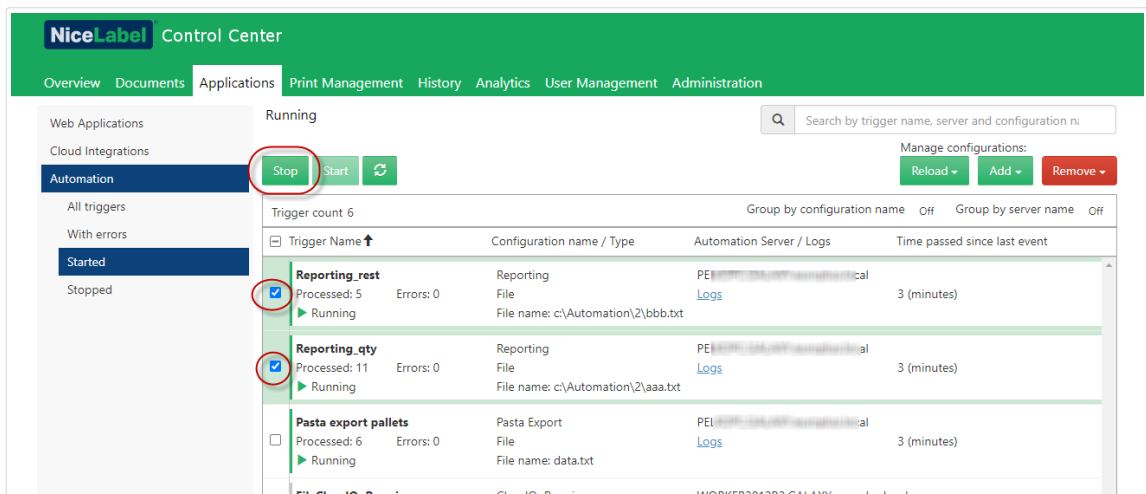 NiceLabel Control Center
Overview Documents Applications Print Management History Analytics User Management Administration
Web Applications
Cloud Integrations
Automation
All triggers
With errors
Started
Stopped
Running
Search by trigger name, server and configuration
Manage configurations:
Stop Start Reload Add Remove
Trigger count 6 Group by configuration name Off Group by server name Off
Trigger Name Configuration name / Type Automation Server / Logs Time passed since last event
Reporting_rest Reporting
Processed: 5 Errors: 0 File Logs 3 (minutes)
Running File name: c:\Automation\2\bbb.txt
Reporting_qty Reporting
Processed: 11 Errors: 0 File Logs 3 (minutes)
Running File name: c:\Automation\2\aaa.txt
Pasta export pallets Pasta Export
Processed: 6 Errors: 0 File Logs 3 (minutes)
Running File name: data.txt